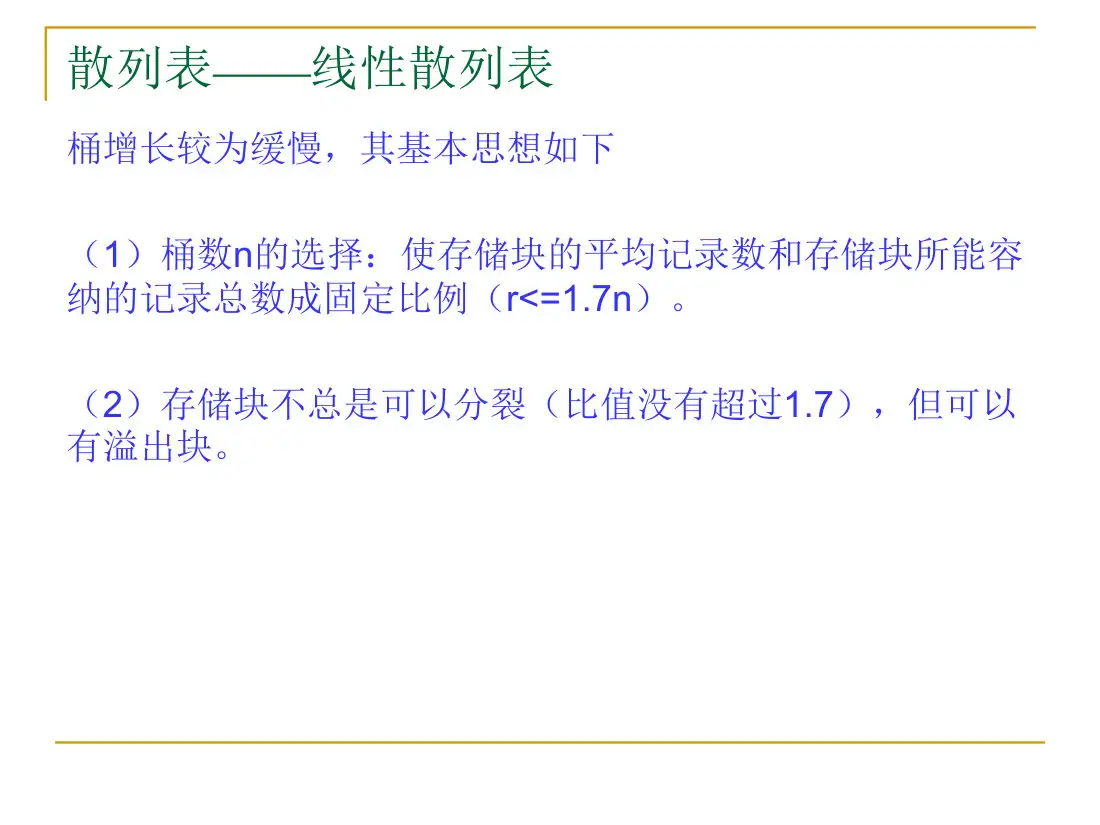 散列表——线性散列表
桶增长较为缓慢，其基本思想如下
（1）桶数n的选择：使存储块的平均记录数和存储块所能容
纳的记录总数成固定比例（r<=1.7n）。
（2）存储块不总是可以分裂（比值没有超过1.7），但可以
有溢出块。